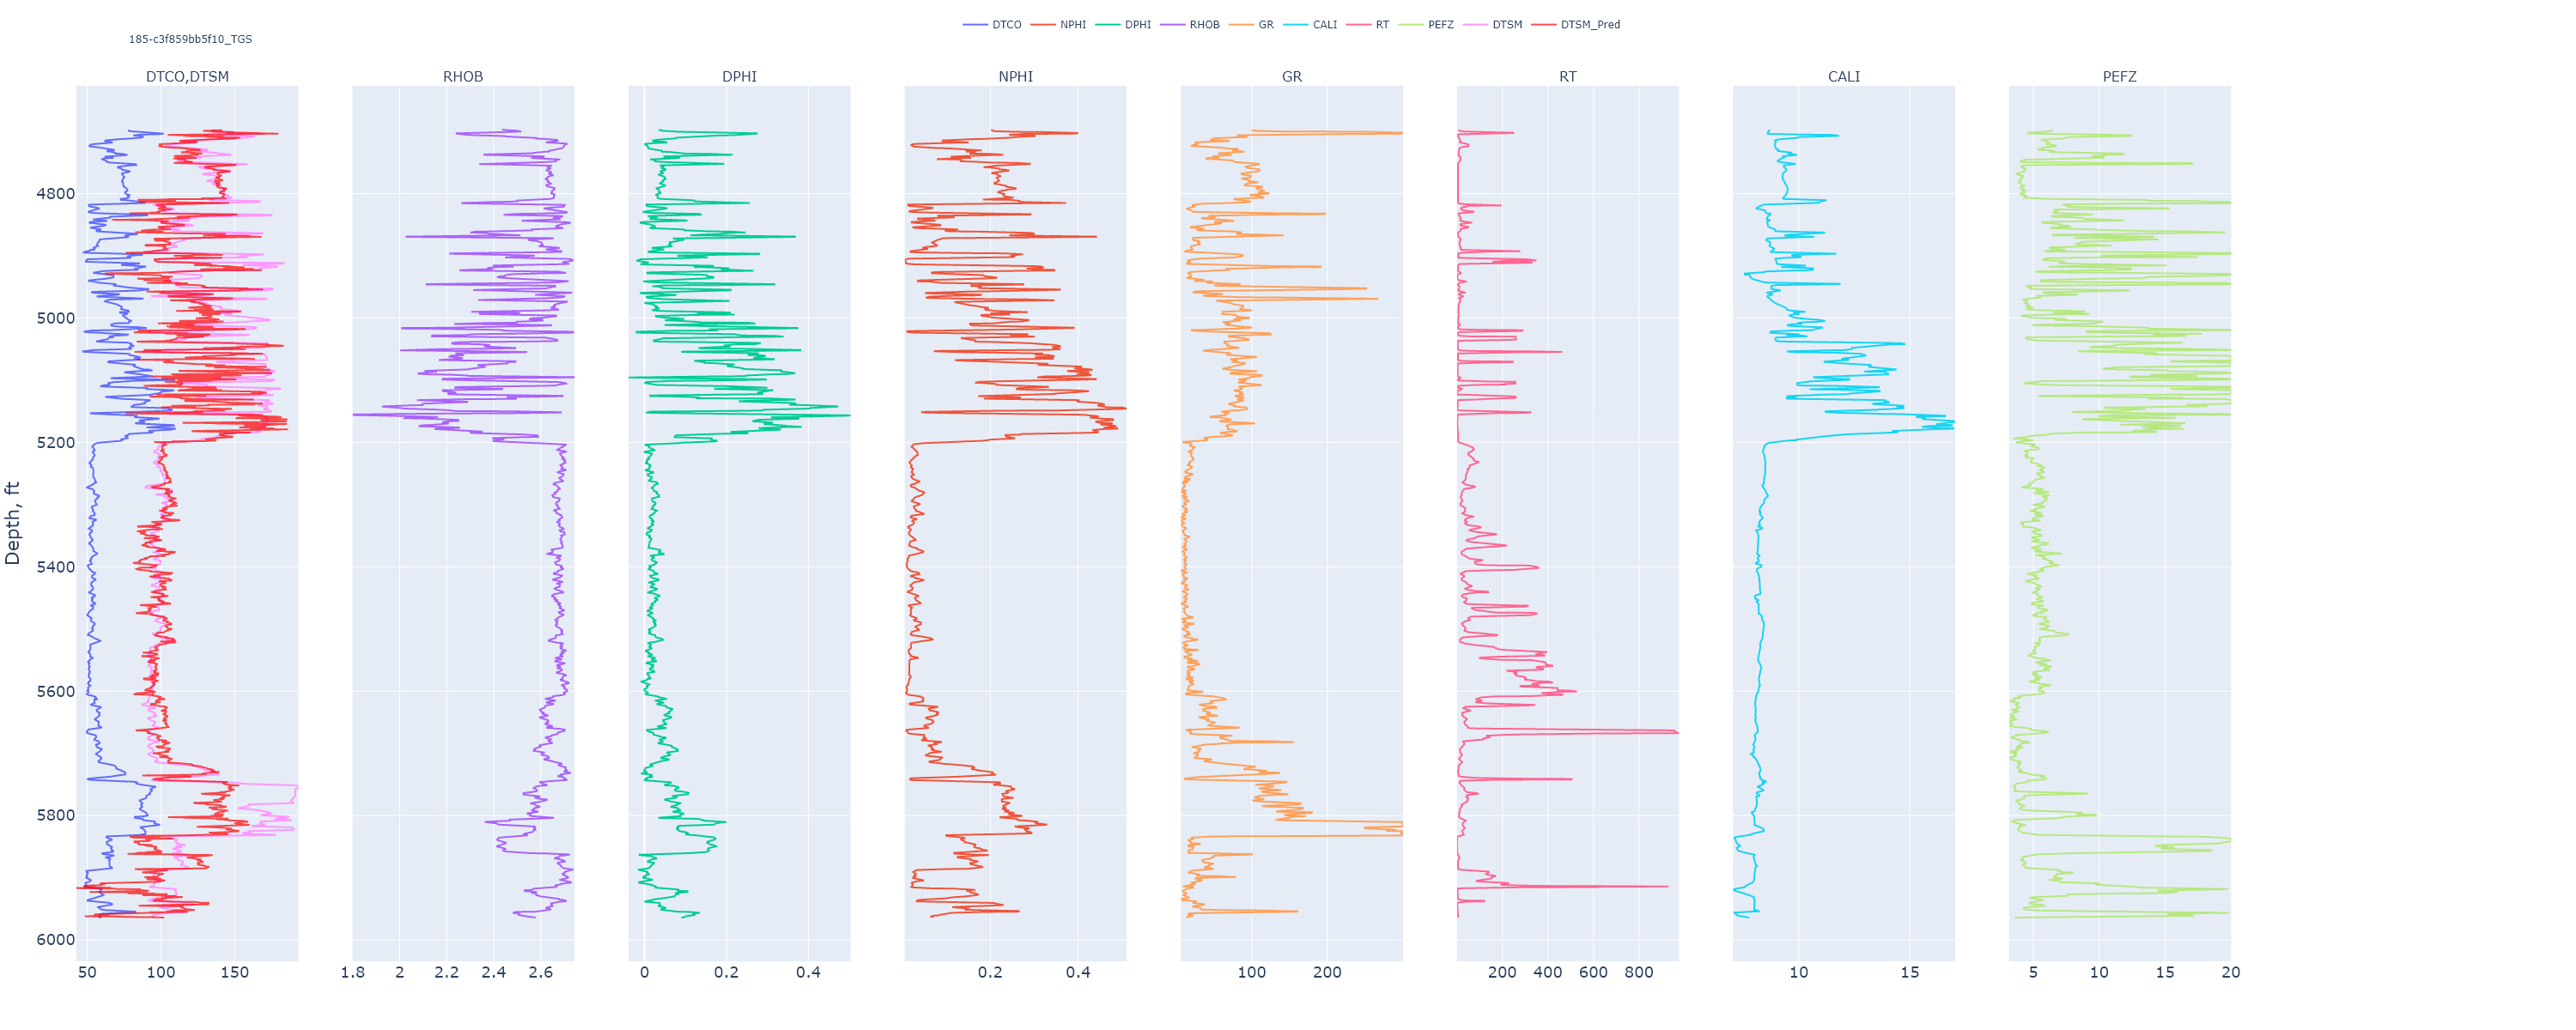 DTCO NPHI DPHI RHOB GR CALI RT PEFZ DTSM DTSM_Pred
185-c3f859bb5f10_TGS
DTCO,DTSM RHOB DPHI NPHI GR RT CALI PEFZ
Depth, ft
4800
5000
5200
5400
5600
5800
6000
50 100 150 1.8 2 2.2 2.4 2.6 0 0.2 0.4 0.2 0.4 100 200 200 400 600 800 10 15 5 10 15 20